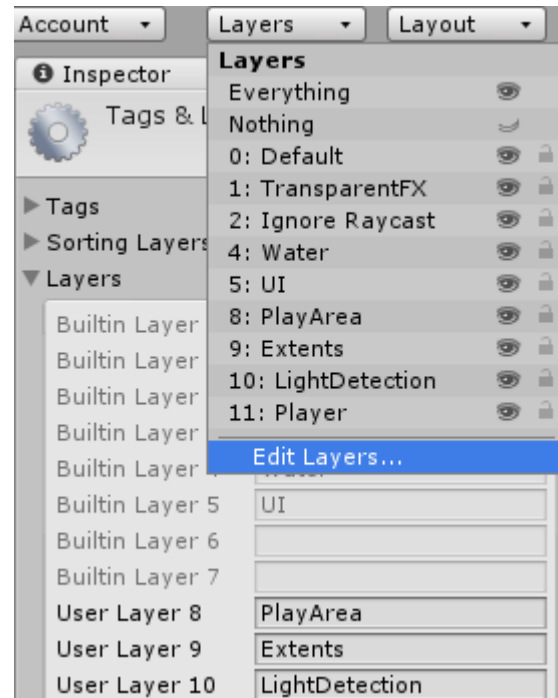 Account Layers Layout
Inspector
Tags &
Tags
Sorting Layers
Layers
Layers
Everything
Nothing
0: Default
1: TransparentFX
2: Ignore Raycast
4: Water
5: UI
8: PlayArea
9: Extents
10: LightDetection
11: Player
Edit Layers...
Builtin Layer
Builtin Layer
Builtin Layer
Builtin Layer
Builtin Layer
Builtin Layer 5 UI
Builtin Layer 6
Builtin Layer 7
User Layer 8 PlayArea
User Layer 9 Extents
User Layer 10 LightDetection